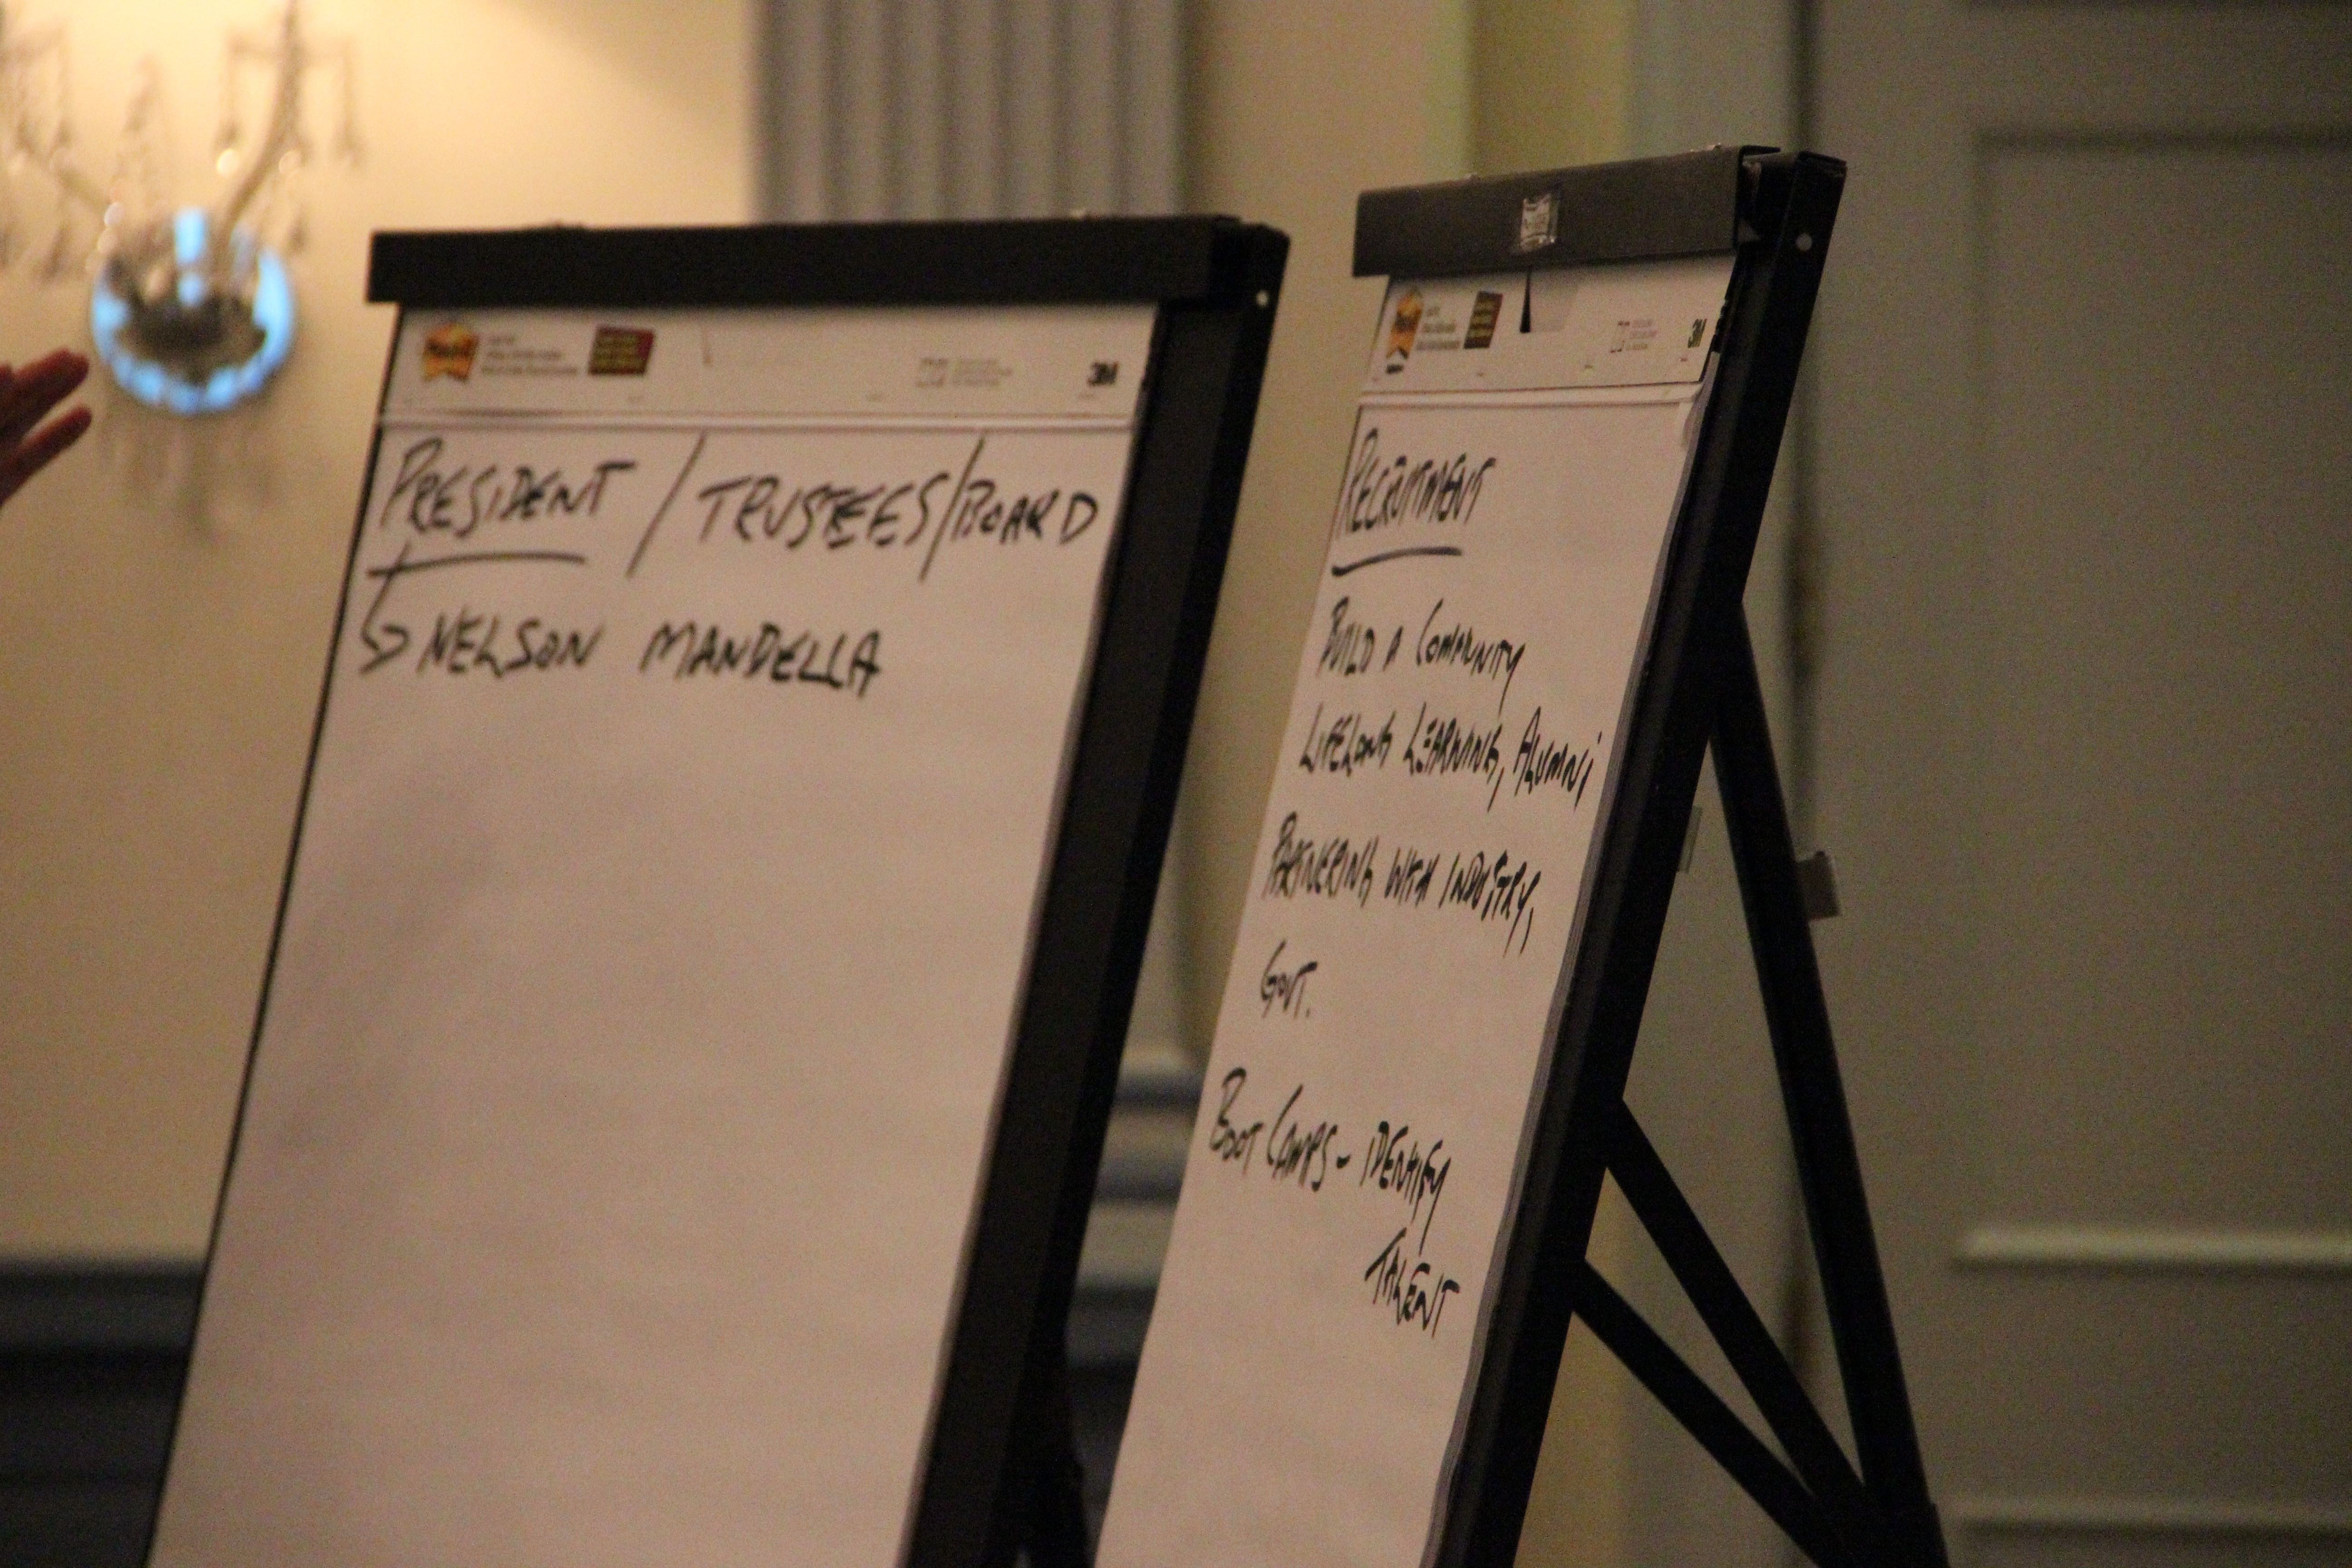 3M
PRESIDENT / TRUSTEES/BOARD
NELSON MANDELLA
3M
RECRUITMENT
BUILD A COMMUNITY
LIFELONG LEARNING, ALUMNI
PARTNERING WITH INDUSTRY,
GOVT.
BOOT CAMPS - IDENTIFY
TALENT